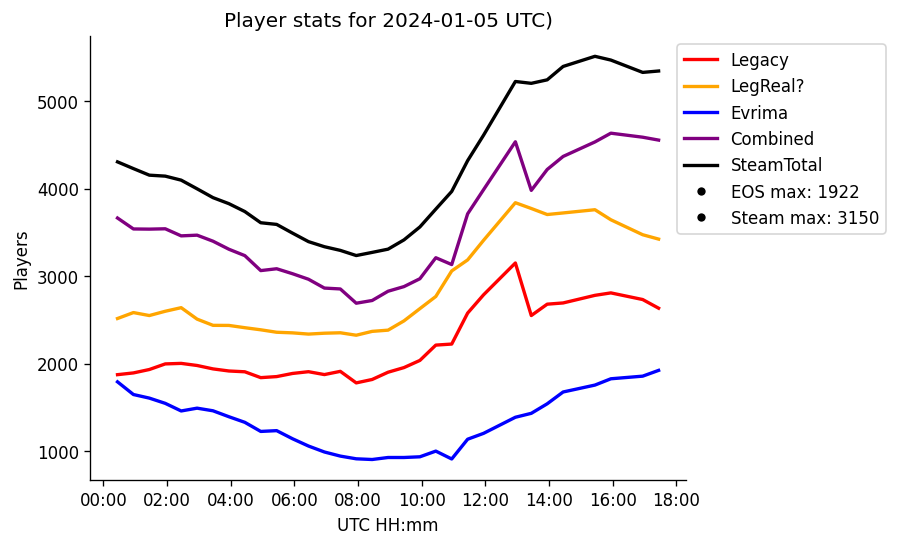 Player stats for 2024-01-05 UTC)
Legacy
LegReal?
Evrima
Combined
SteamTotal
EOS max: 1922
Steam max: 3150
5000
4000
3000
2000
1000
Players
00:00 02:00 04:00 06:00 08:00 10:00 12:00 14:00 16:00 18:00
UTC HH:mm